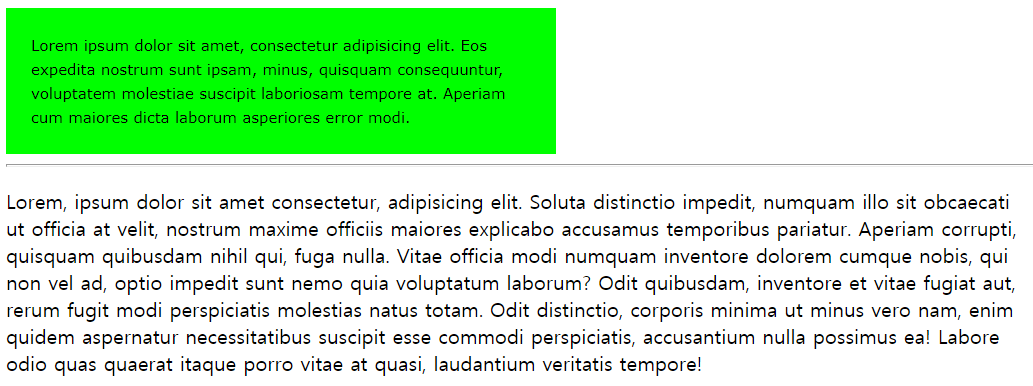 Lorem ipsum dolor sit amet, consectetur adipisicing elit. Eos
expedita nostrum sunt ipsam, minus, quisquam consequuntur,
voluptatem molestiae suscipit laboriosam tempore at. Aperiam
cum maiores dicta laborum asperiores error modi.
Lorem, ipsum dolor sit amet consectetur, adipisicing elit. Soluta distinctio impedit, numquam illo sit obcaecati
ut officia at velit, nostrum maxime officiis maiores explicabo accusamus temporibus pariatur. Aperiam corrupti,
quisquam quibusdam nihil qui, fuga nulla. Vitae officia modi numquam inventore dolorem cumque nobis, qui
non vel ad, optio impedit sunt nemo quia voluptatum laborum? Odit quibusdam, inventore et vitae fugiat aut,
rerum fugit modi perspiciatis molestias natus totam. Odit distinctio, corporis minima ut minus vero nam, enim
quidem aspernatur necessitatibus suscipit esse commodi perspiciatis, accusantium nulla possimus ea! Labore
odio quas quaerat itaque porro vitae at quasi, laudantium veritatis tempore!